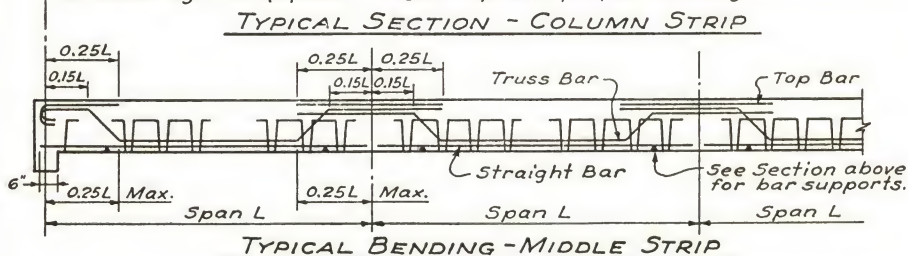 TYPICAL SECTION - COLUMN STRIP
0.25L 0.25L 0.25L
0.15L 0.15L 0.15L Truss Bar Top Bar
Straight Bar See Section above
for bar supports.
6" 0.25L Max. 0.25L Max.
Span L Span L Span L
TYPICAL BENDING - MIDDLE STRIP